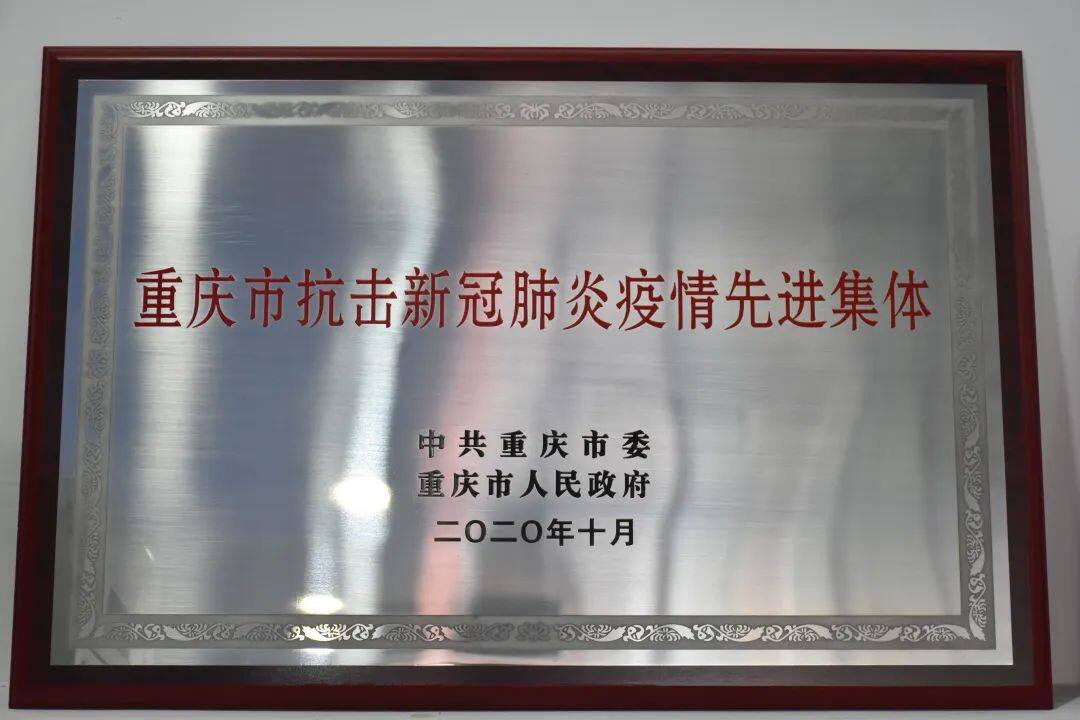 重庆市抗击新冠肺炎疫情先进集体
中共重庆市委
重庆市人民政府
二〇二〇年十月